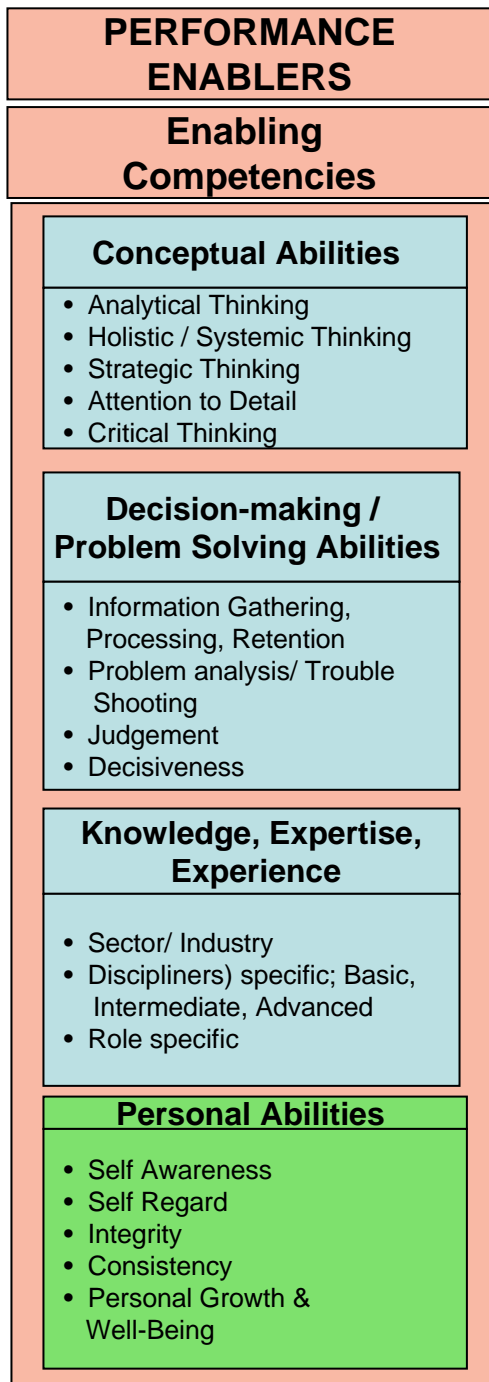 PERFORMANCE
ENABLERS
Enabling
Competencies
Conceptual Abilities
• Analytical Thinking
• Holistic / Systemic Thinking
• Strategic Thinking
• Attention to Detail
• Critical Thinking
Decision-making /
Problem Solving Abilities
• Information Gathering,
Processing, Retention
• Problem analysis/ Trouble
Shooting
• Judgement
• Decisiveness
Knowledge, Expertise,
Experience
• Sector/ Industry
• Discipliners) specific; Basic,
Intermediate, Advanced
• Role specific
Personal Abilities
• Self Awareness
• Self Regard
• Integrity
• Consistency
• Personal Growth &
Well-Being